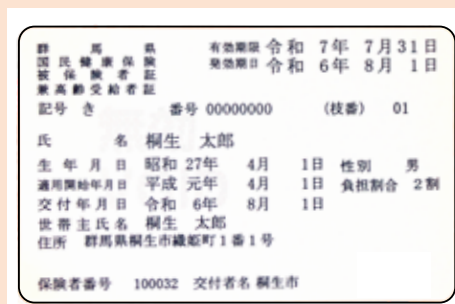 群馬県 有効期限 令和 7年 7月31日
国民健康保険 発効期日 令和 6年 8月 1日
被保険者証
兼高齢受給者証
記号 き 番号 00000000 (枝番) 01
氏名 桐生 太郎
生年月日 昭和 27年 4月 1日 性別 男
適用開始年月日 平成 元年 4月 1日 負担割合 2割
交付年月日 令和 6年 8月 1日
世帯主氏名 桐生 太郎
住所 群馬県桐生市織姫町1番1号
保険者番号 100032 交付者名 桐生市